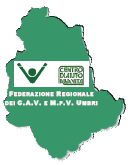 CENTRO
DI AIUTO
ALLA VITA
FEDERAZIONE REGIONALE
DEI C.A.V. E M.P.V. UMBRI